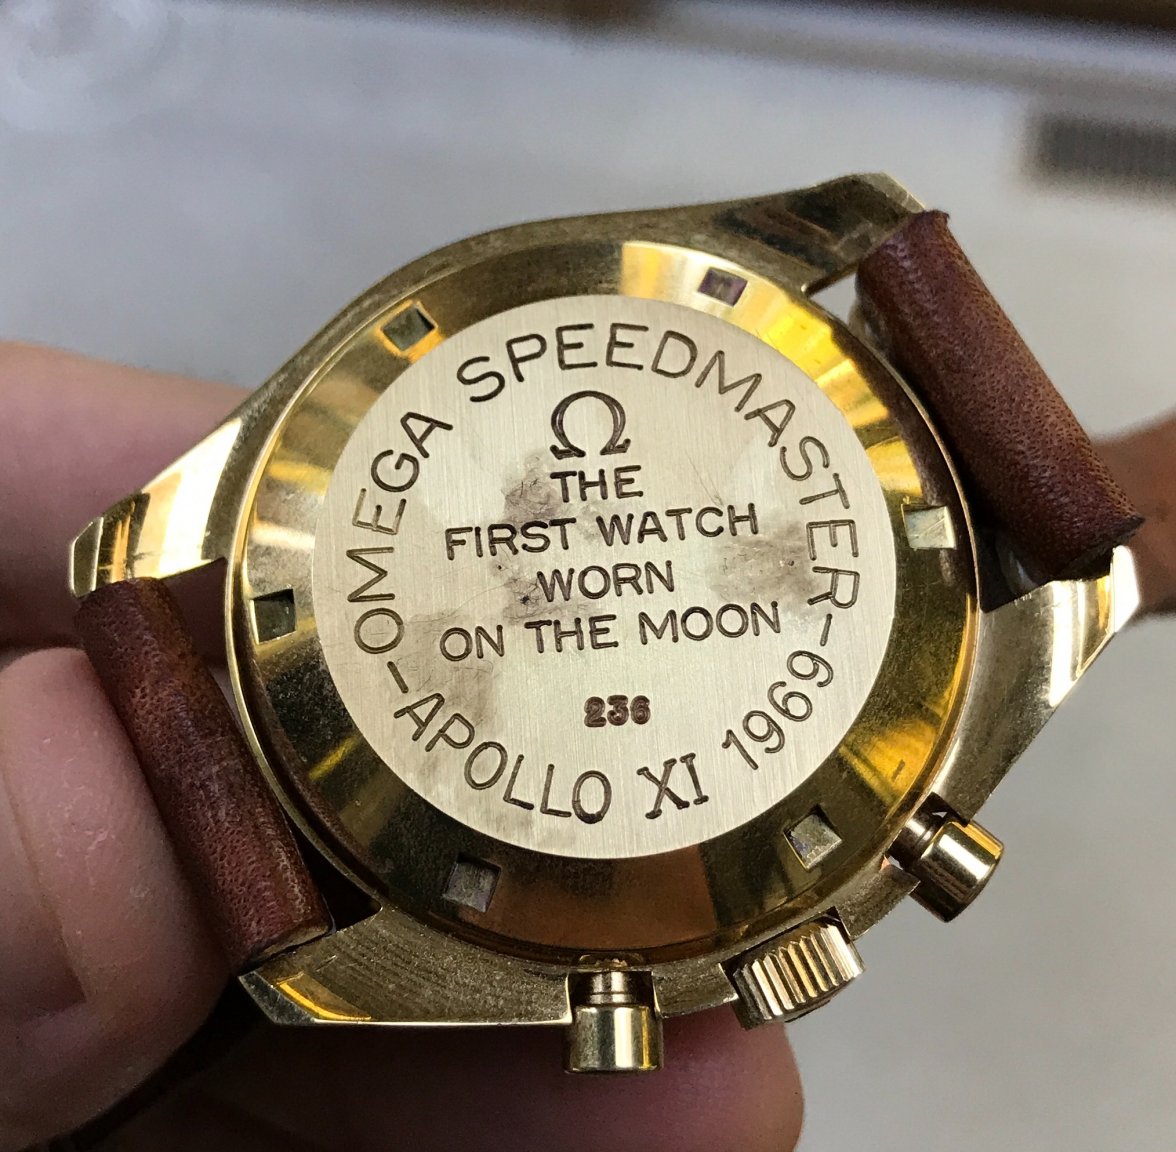 OMEGA SPEEDMASTER
Ω
THE
FIRST WATCH
WORN
ON THE MOON
236
APOLLO XI 1969